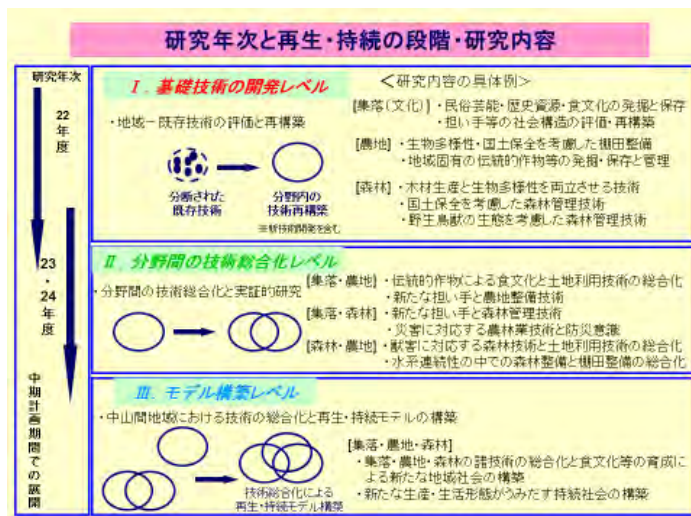 研究年次と再生・持続の段階・研究内容
研究年次
22
年度
23
・
24
年度
中期計画期間での展開
Ⅰ. 基礎技術の開発レベル
＜研究内容の具体例＞
・地域－既存技術の評価と再構築
分断された
既存技術
分野内の
技術再構築
※新技術開発を含む
[集落(文化)] ・民俗芸能・歴史資源・食文化の発掘と保存
・担い手等の社会構造の評価・再構築
[農地] ・生物多様性・国土保全を考慮した棚田整備
・地域固有の伝統的作物等の発掘・保存と管理
[森林] ・木材生産と生物多様性を両立させる技術
・国土保全を考慮した森林管理技術
・野生鳥獣の生態を考慮した森林管理技術
Ⅱ. 分野間の技術総合化レベル
・分野間の技術総合化と実証的研究
[集落・農地] ・伝統的作物による食文化と土地利用技術の総合化
・新たな担い手と農地整備技術
[集落・森林] ・新たな担い手と森林管理技術
・災害に対応する農林業技術と防災意識
[森林・農地] ・獣害に対応する森林技術と土地利用技術の総合化
・水系連続性の中での森林整備と棚田整備の総合化
Ⅲ. モデル構築レベル
・中山間地域における技術の総合化と再生・持続モデルの構築
技術総合化による
再生・持続モデル構築
[集落・農地・森林]
・集落・農地・森林の諸技術の総合化と食文化等の育成に
よる新たな地域社会の構築
・新たな生産・生活形態がうみだす持続社会の構築